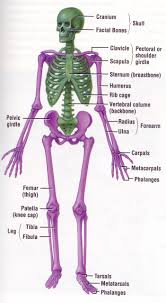 Cranium
Facial Bones
Skull
Clavicle
Scapula
Pectoral or
shoulder
girdle
Sternum (breastbone)
Humerus
Rib cage
Vertebral column
(backbone)
Radius
Ulna
Forearm
Pelvic
girdle
Carpals
Metacarpals
Phalanges
Femur
(thigh)
Patella
(knee cap)
Leg
Tibia
Fibula
Tarsals
Metatarsals
Phalanges